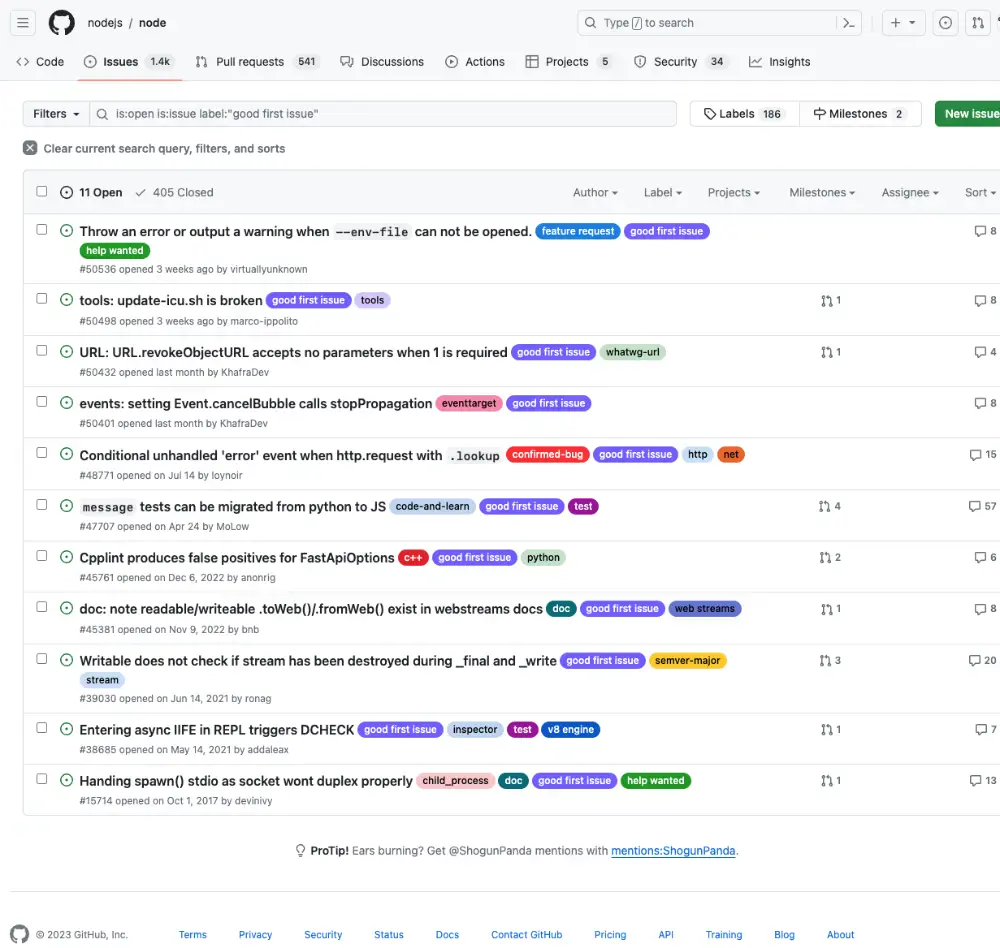 nodejs / node
Type / to search
Code Issues 1.4k Pull requests 541 Discussions Actions Projects 5 Security 34 Insights
Filters is:open is:issue label:"good first issue" Labels 186 Milestones 2 New issue
Clear current search query, filters, and sorts
11 Open 405 Closed Author Label Projects Milestones Assignee Sort
Throw an error or output a warning when --env-file can not be opened. feature request good first issue 8
help wanted
#50536 opened 3 weeks ago by virtuallyunknown
tools: update-icu.sh is broken good first issue tools 1 8
#50498 opened 3 weeks ago by marco-ippolito
URL: URL.revokeObjectURL accepts no parameters when 1 is required good first issue whatwg-url 1 4
#50432 opened last month by KhafraDev
events: setting Event.cancelBubble calls stopPropagation eventtarget good first issue 8
#50401 opened last month by KhafraDev
Conditional unhandled 'error' event when http.request with .lookup confirmed-bug good first issue http net 15
#48771 opened on Jul 14 by loynoir
message tests can be migrated from python to JS code-and-learn good first issue test 4 57
#47707 opened on Apr 24 by MoLow
Cpplint produces false positives for FastApiOptions c++ good first issue python 2 6
#45761 opened on Dec 6, 2022 by anonrig
doc: note readable/writeable .toWeb()/.fromWeb() exist in webstreams docs doc good first issue web streams 1 8
#45381 opened on Nov 9, 2022 by bnb
Writable does not check if stream has been destroyed during _final and _write good first issue semver-major 3 20
stream
#39030 opened on Jun 14, 2021 by ronag
Entering async IIFE in REPL triggers DCHECK good first issue inspector test v8 engine 1 7
#38685 opened on May 14, 2021 by addaleax
Handing spawn() stdio as socket wont duplex properly child_process doc good first issue help wanted 1 13
#15714 opened on Oct 1, 2017 by devinivy
ProTip! Ears burning? Get @ShogunPanda mentions with mentions:ShogunPanda.
© 2023 GitHub, Inc. Terms Privacy Security Status Docs Contact GitHub Pricing API Training Blog About